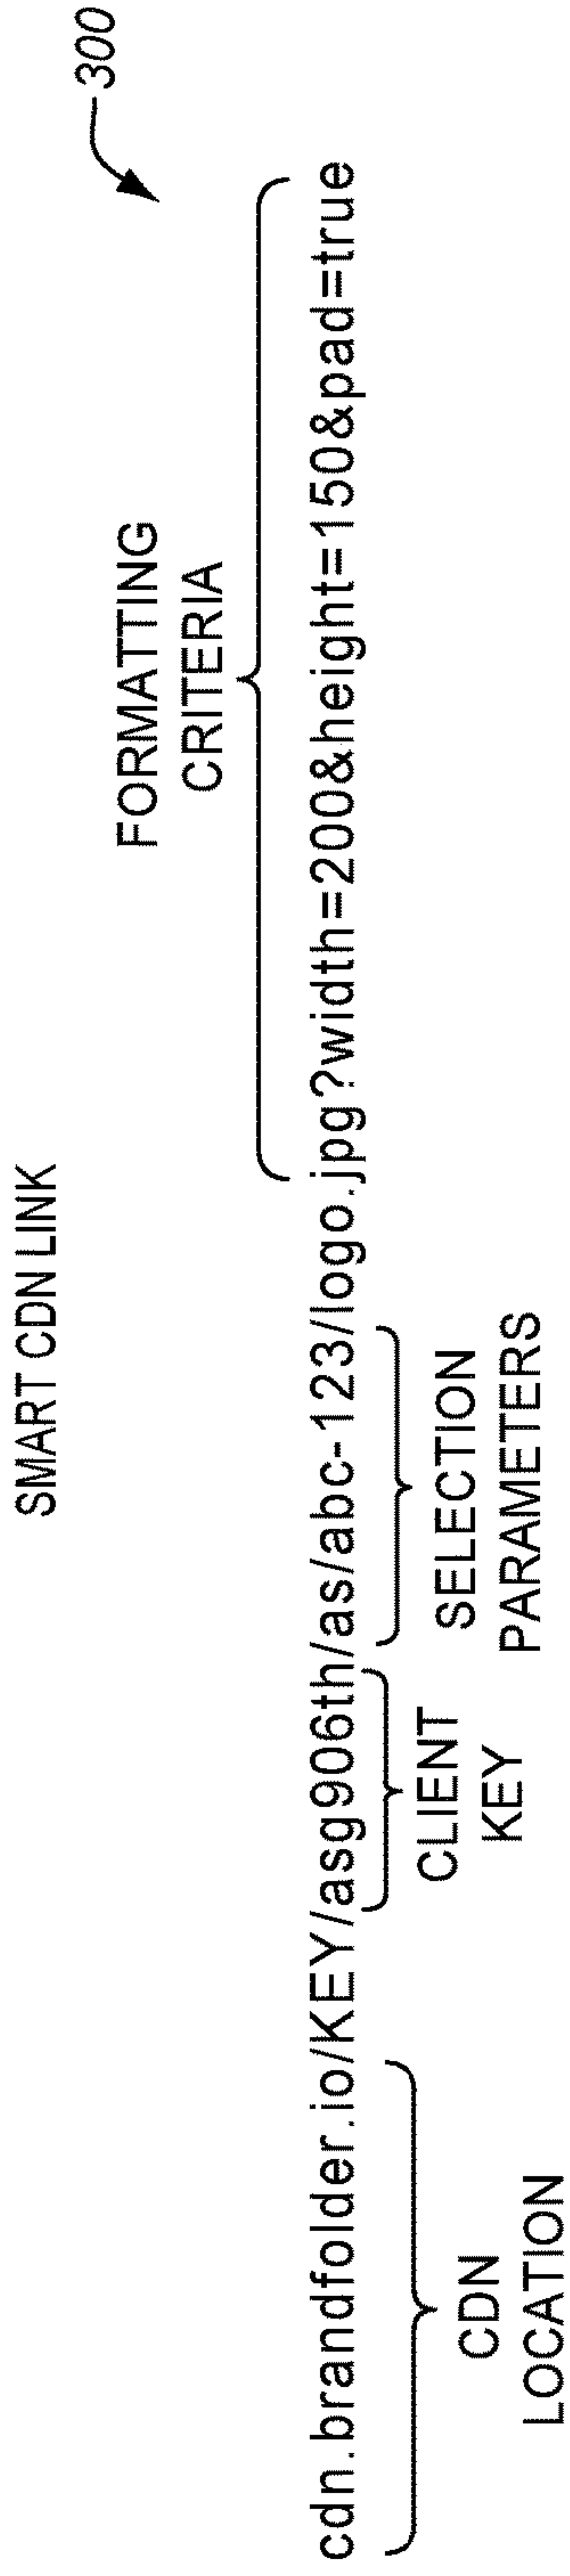 SMART CDN LINK
300
FORMATTING
CRITERIA
cdn.brandfolder.io/KEY/asg906th/as/abc-123/logo.jpg?width=200&height=150&pad=true
CDN
LOCATION
CLIENT
KEY
SELECTION
PARAMETERS